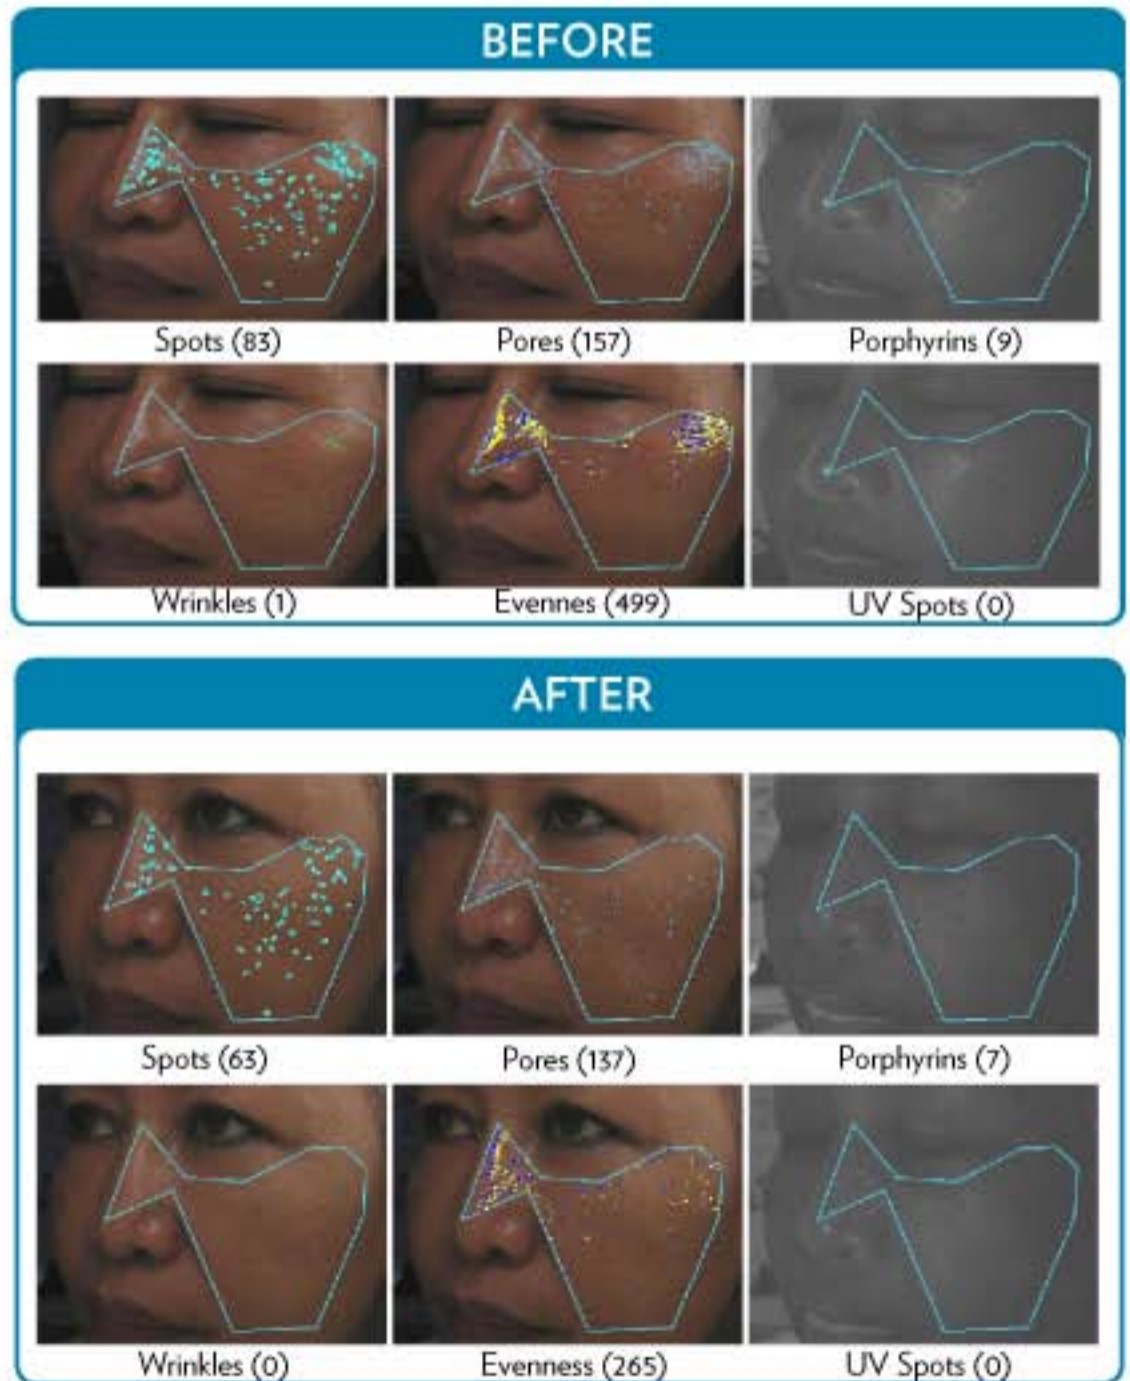 BEFORE
Spots (83) Pores (157) Porphyrins (9)
Wrinkles (1) Evennes (499) UV Spots (0)
AFTER
Spots (63) Pores (137) Porphyrins (7)
Wrinkles (0) Evenness (265) UV Spots (0)